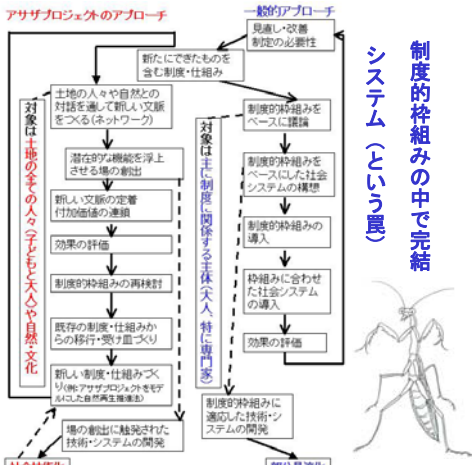 アサザプロジェクトのアプローチ
一般的アプローチ
見直し・改善
制定の必要性
新たにできたものを
含む制度・仕組み
土地の人々や自然との
対話を通して新しい文脈
をつくる(ネットワーク)
潜在的な機能を浮上
させる場の創出
新しい文脈の定着
付加価値の連鎖
効果の評価
制度的枠組みの再検討
既存の制度・仕組みか
らの移行・受け皿づくり
新しい制度・仕組みづく
り(例:アサザプロジェクトをモデ
ルにした自然再生推進法)
場の創出に触発された
技術・システムの開発
対象は土地の全ての人々(子どもと大人)や自然・文化
制度的枠組みを
ベースに議論
制度的枠組みを
ベースにした社会
システムの構想
制度的枠組みの
導入
枠組みに合わせ
た社会システム
の導入
効果の評価
制度的枠組みに
適応した技術・シ
ステムの開発
対象は主に制度に関係する主体(大人、特に専門家)
制度的枠組みの中で完結
システム(という罠)